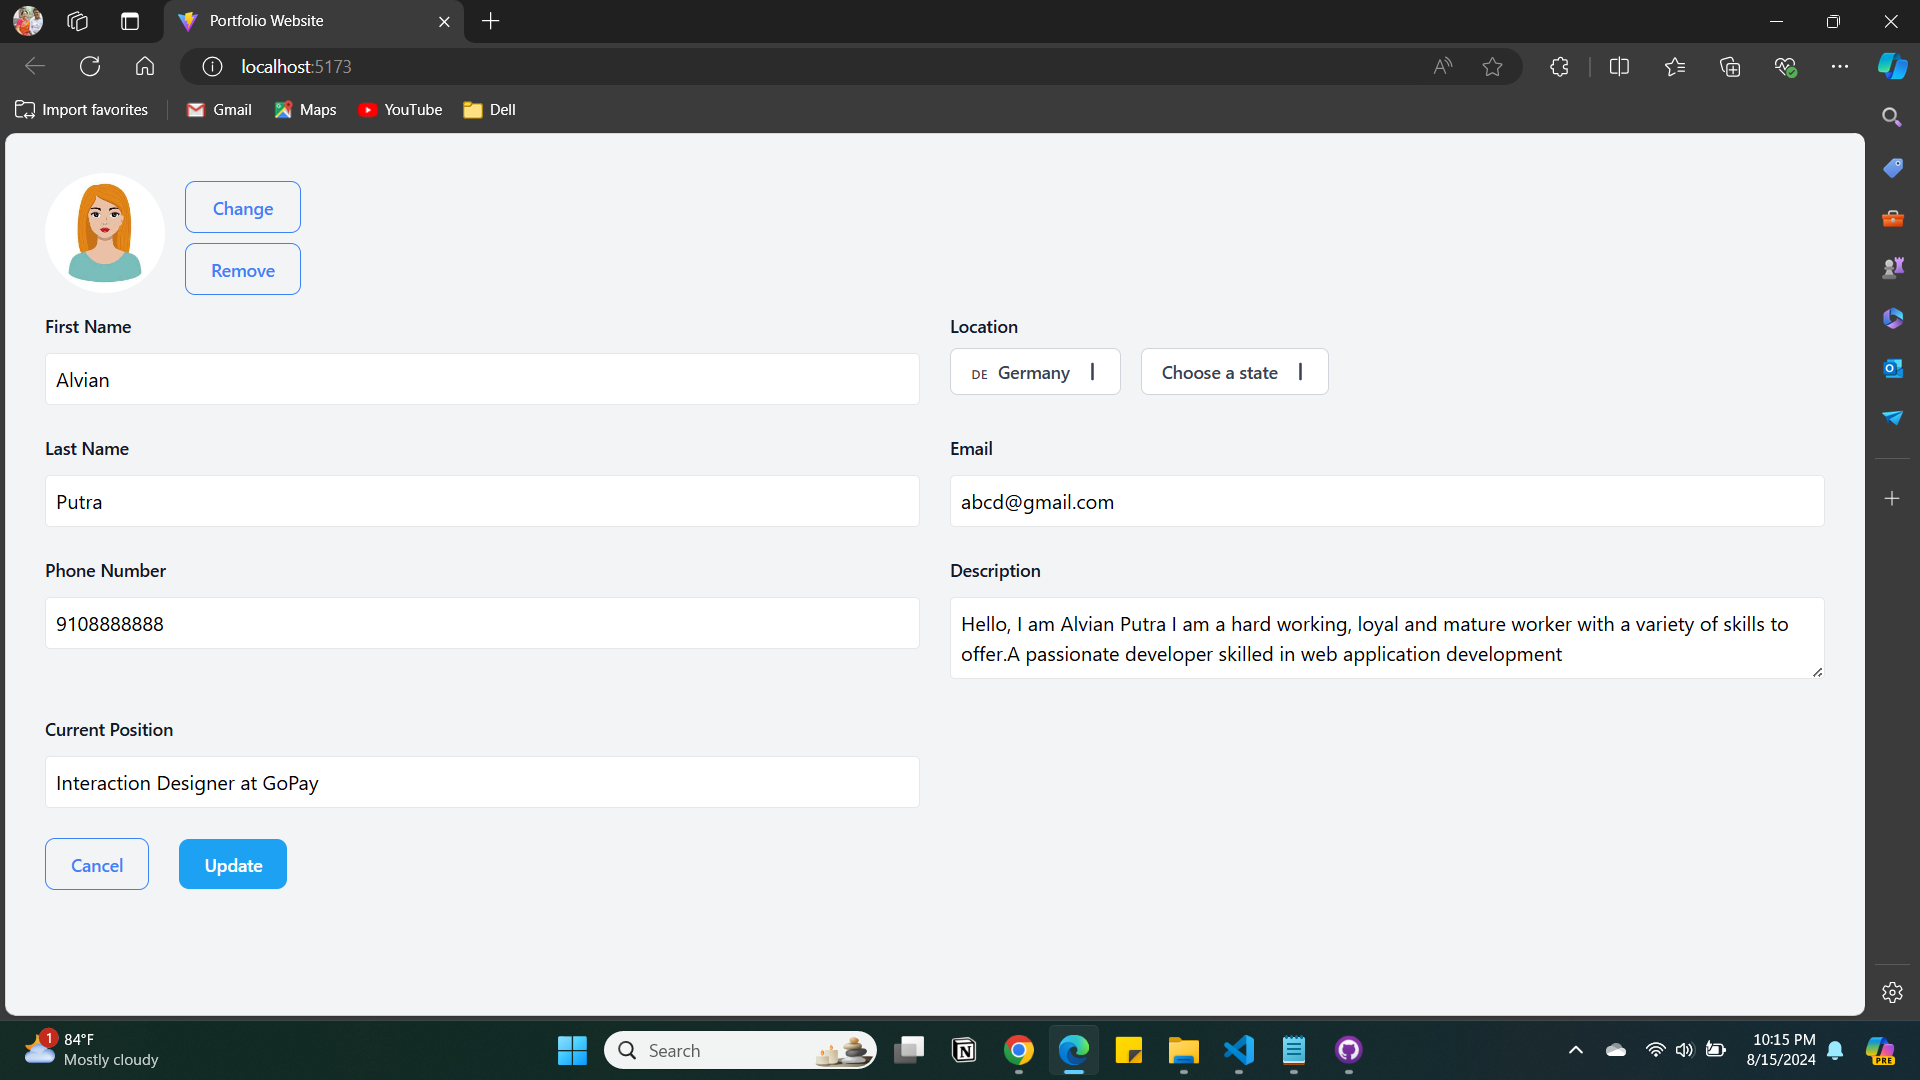 Portfolio Website
localhost:5173
Import favorites
Gmail
Maps
YouTube
Dell
Change
Remove
First Name
Location
Alvian
DE Germany
Choose a state
Last Name
Email
Putra
abcd@gmail.com
Phone Number
Description
9108888888
Hello, I am Alvian Putra I am a hard working, loyal and mature worker with a variety of skills to
offer.A passionate developer skilled in web application development
Current Position
Interaction Designer at GoPay
Cancel
Update
1
84°F
Mostly cloudy
Search
10:15 PM
8/15/2024
PRE